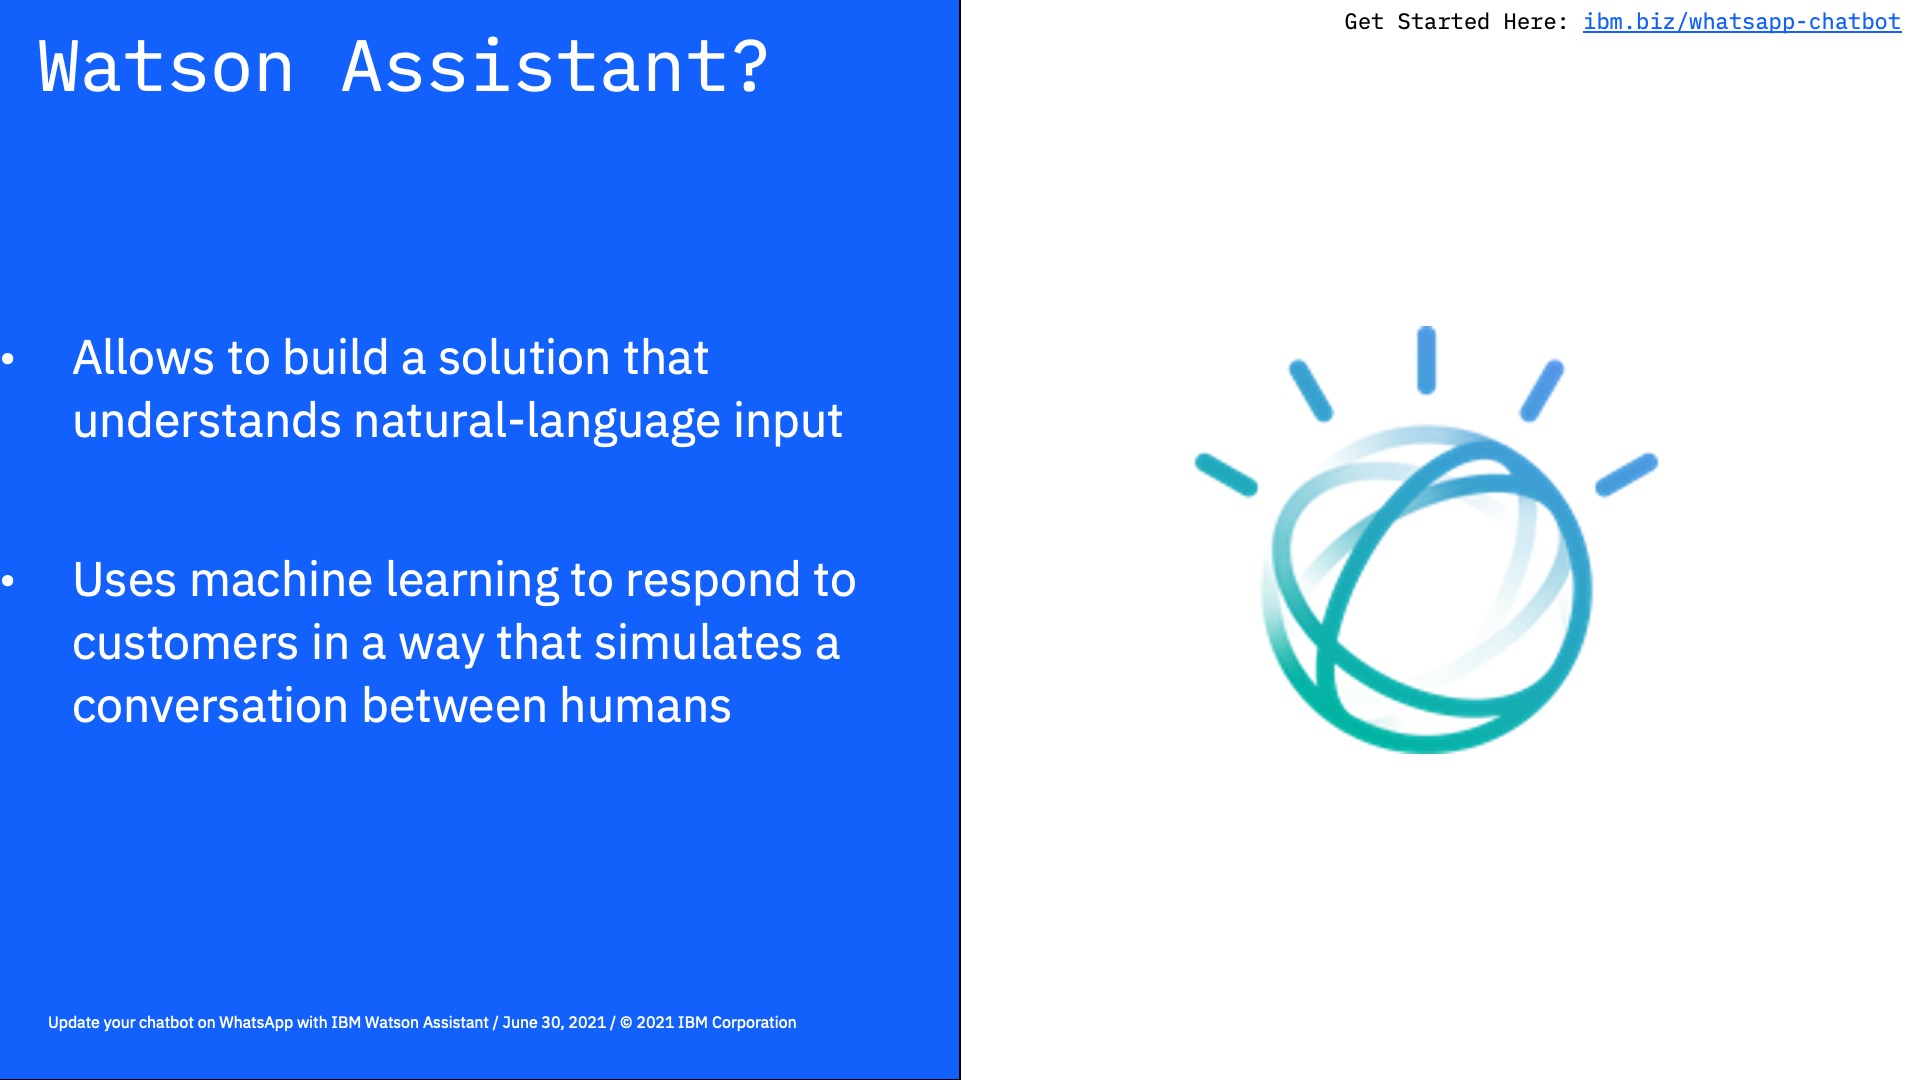 Watson Assistant?
Get Started Here: ibm.biz/whatsapp-chatbot
• Allows to build a solution that
understands natural-language input
• Uses machine learning to respond to
customers in a way that simulates a
conversation between humans
Update your chatbot on WhatsApp with IBM Watson Assistant / June 30, 2021 / © 2021 IBM Corporation